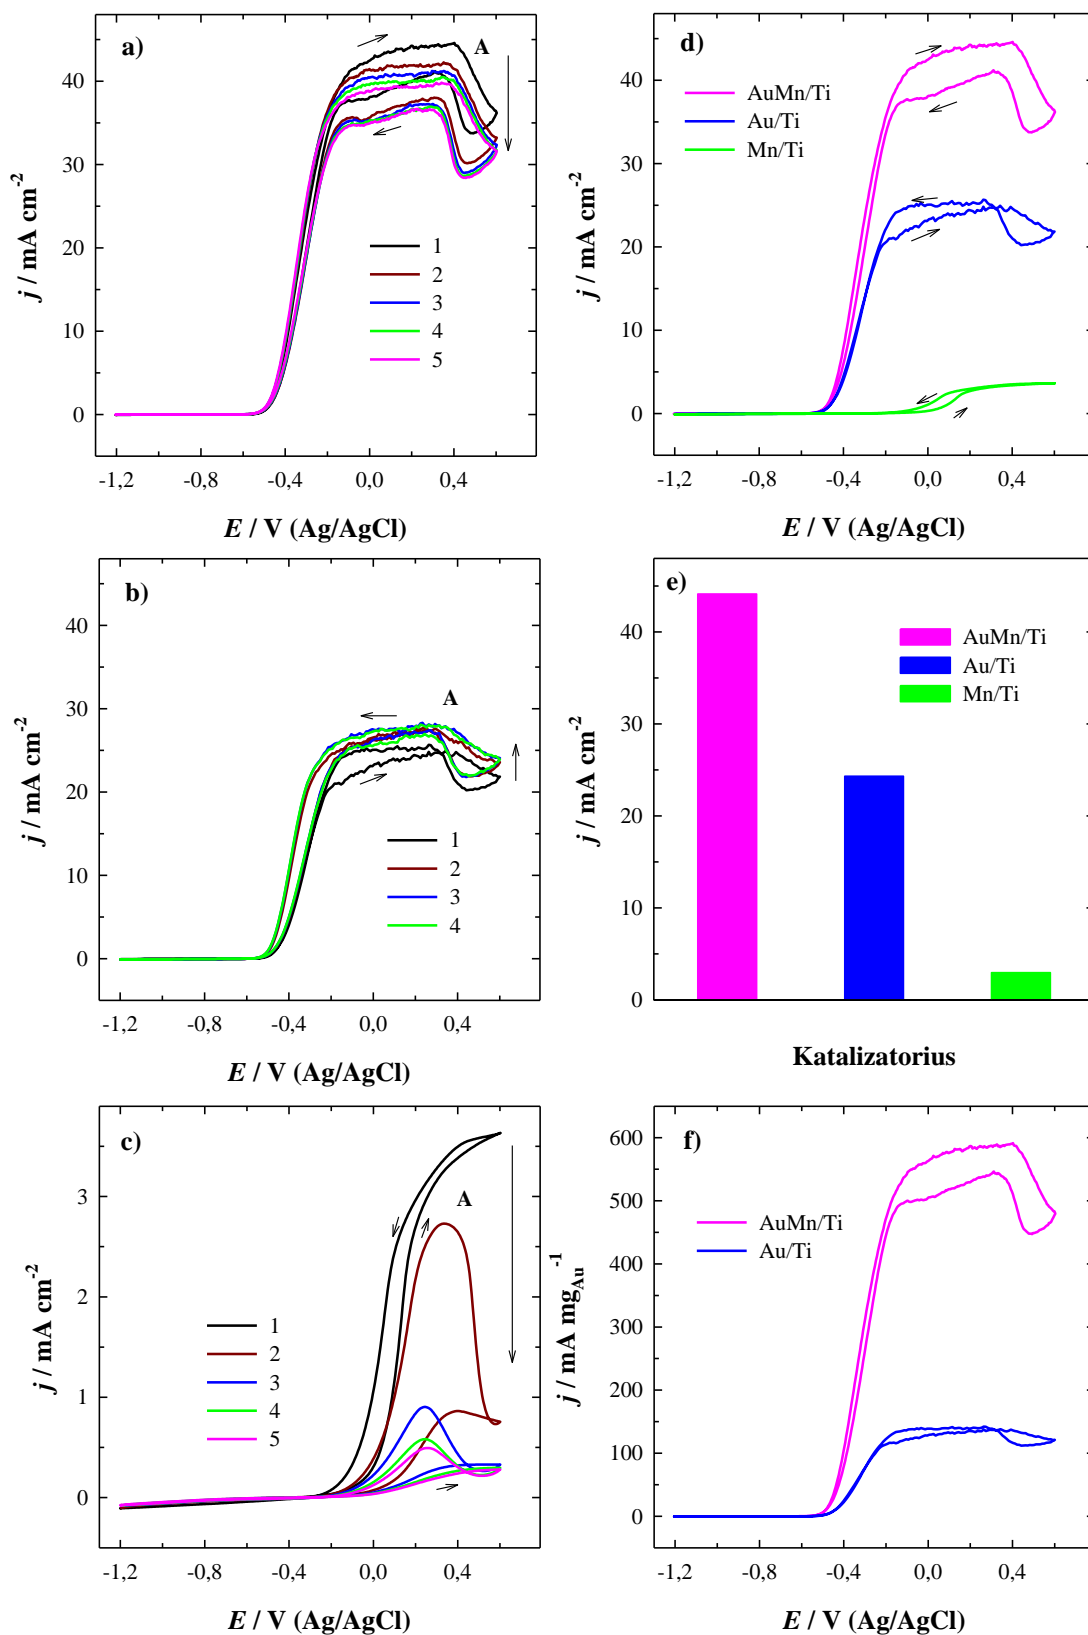 a)
A
40
30
20
10
0
j / mA cm-2
1
2
3
4
5
-1,2 -0,8 -0,4 0,0 0,4
E / V (Ag/AgCl)
d)
AuMn/Ti
Au/Ti
Mn/Ti
40
30
20
10
0
j / mA cm-2
-1,2 -0,8 -0,4 0,0 0,4
E / V (Ag/AgCl)
b)
A
40
30
20
10
0
j / mA cm-2
1
2
3
4
-1,2 -0,8 -0,4 0,0 0,4
E / V (Ag/AgCl)
e)
AuMn/Ti
Au/Ti
Mn/Ti
40
30
20
10
0
j / mA cm-2
Katalizatorius
c)
A
3
2
1
0
j / mA cm-2
1
2
3
4
5
-1,2 -0,8 -0,4 0,0 0,4
E / V (Ag/AgCl)
f)
AuMn/Ti
Au/Ti
600
500
400
300
200
100
0
j / mA mgAu-1
-1,2 -0,8 -0,4 0,0 0,4
E / V (Ag/AgCl)